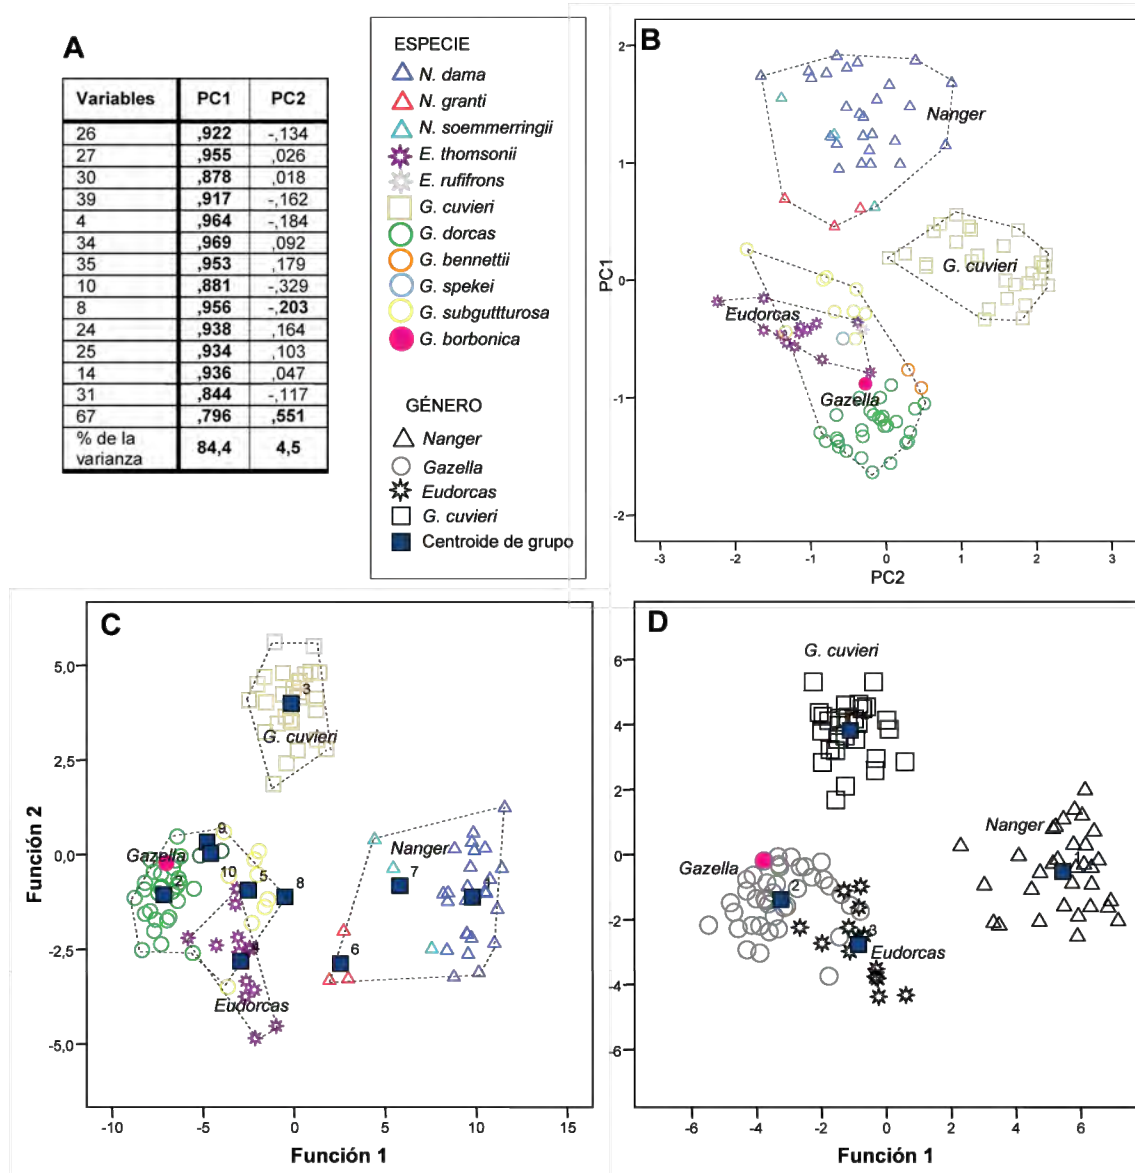 A
Variables PC1 PC2
26 ,922 -,134
27 ,955 ,026
30 ,878 ,018
39 ,917 -,162
4 ,964 -,184
34 ,969 ,092
35 ,953 ,179
10 ,881 -,329
8 ,956 -,203
24 ,938 ,164
25 ,934 ,103
14 ,936 ,047
31 ,844 -,117
67 ,796 ,551
% de la
varianza 84,4 4,5
ESPECIE
N. dama
N. granti
N. soemmerringii
E. thomsonii
E. rufifrons
G. cuvieri
G. dorcas
G. bennettii
G. spekei
G. subguttturosa
G. borbonica
GÉNERO
Nanger
Gazella
Eudorcas
G. cuvieri
Centroide de grupo
B
2
1
0
-1
-2
PC1
Nanger
G. cuvieri
Eudorcas
Gazella
-3 -2 -1 0 1 2 3
PC2
C
5,0
2,5
0,0
-2,5
-5,0
Función 2
3
G. cuvieri
9
Gazella
2
10
5
8
4
Eudorcas
Nanger
7
1
6
-10 -5 0 5 10 15
Función 1
D
6
4
2
0
-2
-4
-6
G. cuvieri
Nanger
Gazella
2
3
Eudorcas
-6 -4 -2 0 2 4 6
Función 1